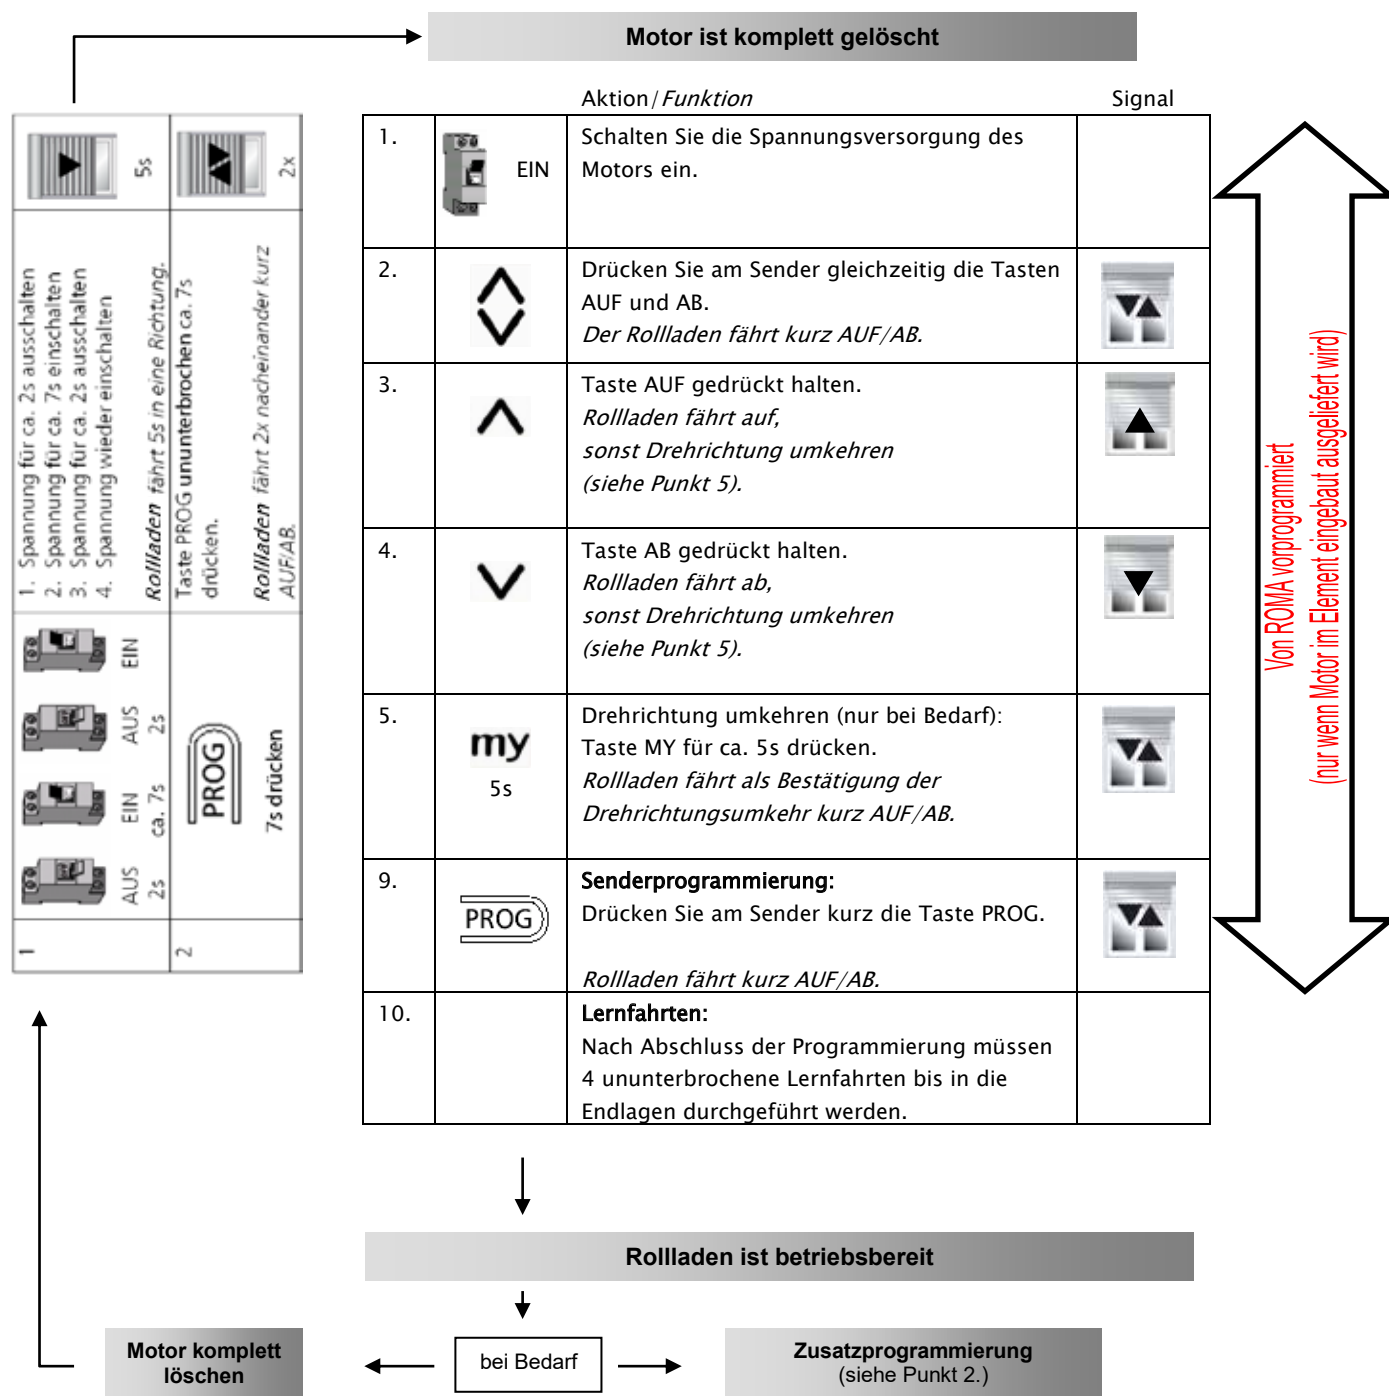 Motor ist komplett gelöscht
Aktion/Funktion Signal
1. EIN Schalten Sie die Spannungsversorgung des
Motors ein.
2. Drücken Sie am Sender gleichzeitig die Tasten
AUF und AB.
Der Rollladen fährt kurz AUF/AB.
3. Taste AUF gedrückt halten.
Rollladen fährt auf,
sonst Drehrichtung umkehren
(siehe Punkt 5).
4. Taste AB gedrückt halten.
Rollladen fährt ab,
sonst Drehrichtung umkehren
(siehe Punkt 5).
5. my
5s
Drehrichtung umkehren (nur bei Bedarf):
Taste MY für ca. 5s drücken.
Rollladen fährt als Bestätigung der
Drehrichtungsumkehr kurz AUF/AB.
9. PROG
Senderprogrammierung:
Drücken Sie am Sender kurz die Taste PROG.
Rollladen fährt kurz AUF/AB.
10. Lernfahrten:
Nach Abschluss der Programmierung müssen
4 ununterbrochene Lernfahrten bis in die
Endlagen durchgeführt werden.
Von ROMA vorprogrammiert
(nur wenn Motor im Element eingebaut ausgeliefert wird)
1
AUS EIN AUS EIN
2s ca. 7s 2s
1. Spannung für ca. 2s ausschalten
2. Spannung für ca. 7s einschalten
3. Spannung für ca. 2s ausschalten
4. Spannung wieder einschalten
Rollladen fährt 5s in eine Richtung.
5s
2
PROG
7s drücken
Taste PROG ununterbrochen ca. 7s
drücken.
Rollladen fährt 2x nacheinander kurz
AUF/AB.
2x
Rollladen ist betriebsbereit
Motor komplett
löschen
bei Bedarf
Zusatzprogrammierung
(siehe Punkt 2.)